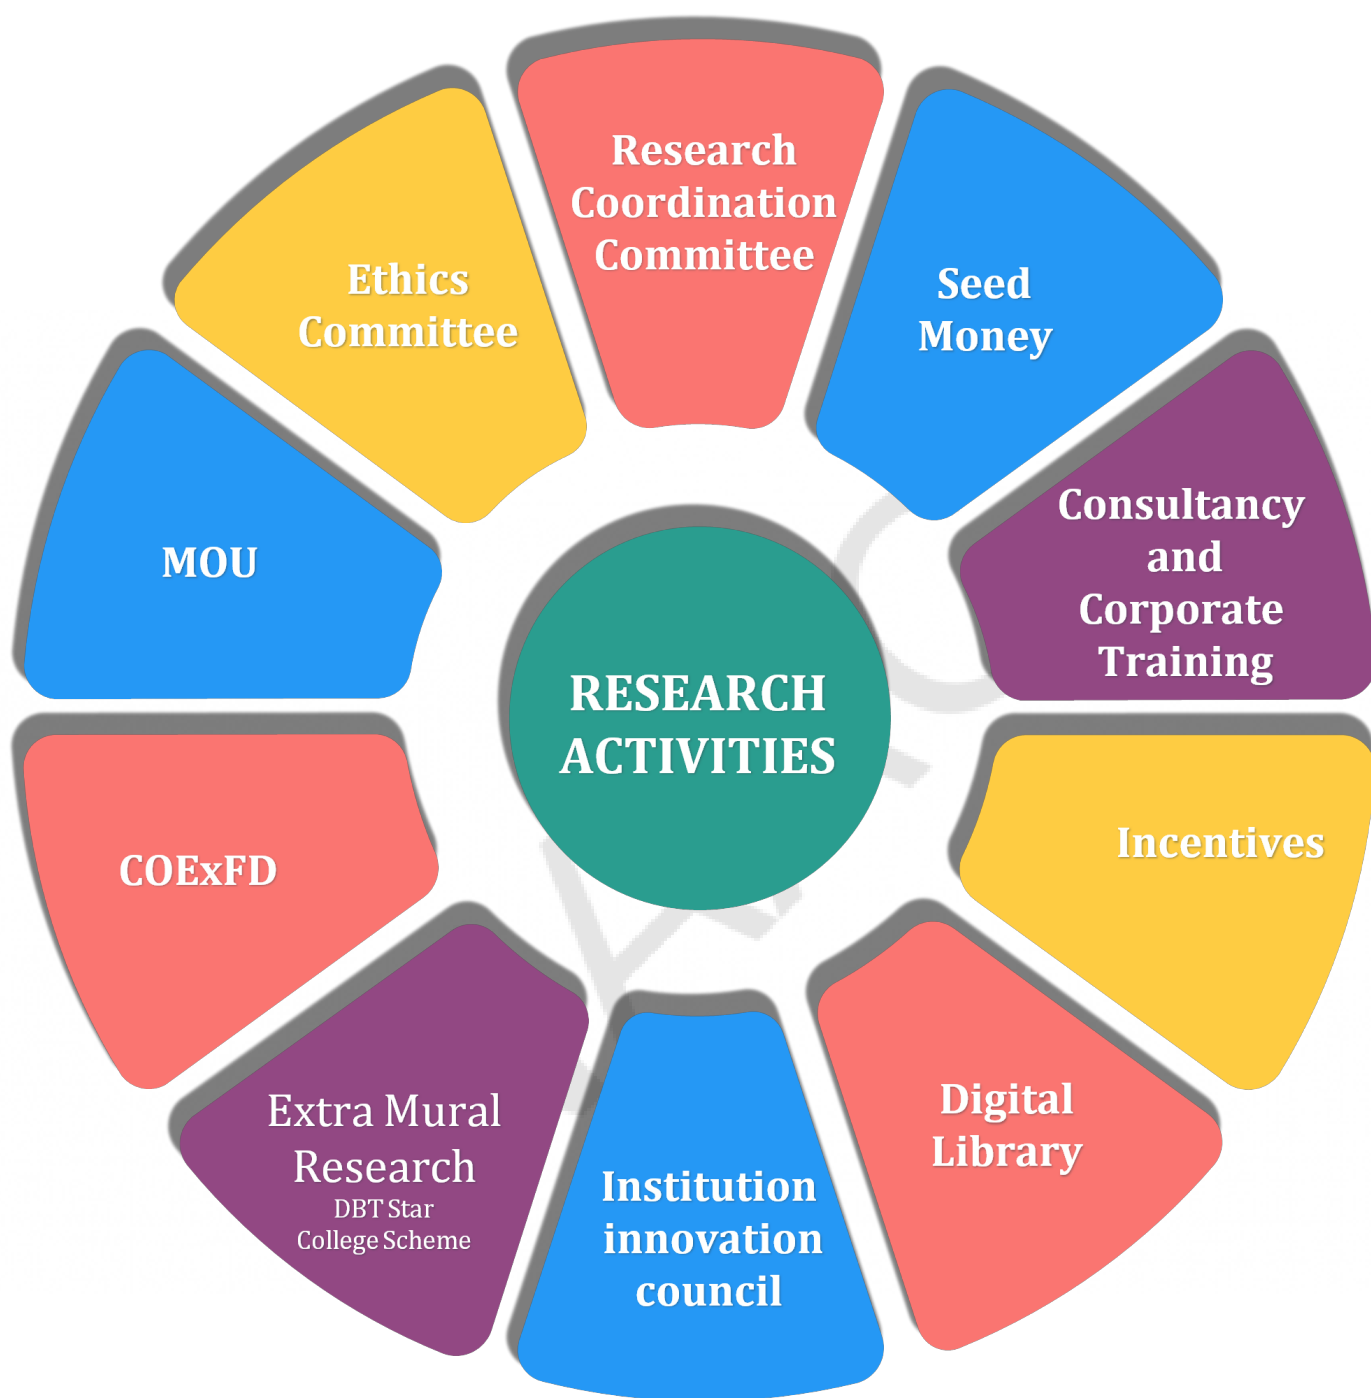 Research
Coordination
Committee
Seed
Money
Consultancy
and
Corporate
Training
Incentives
Digital
Library
Institution
innovation
council
Extra Mural
Research
DBT Star
College Scheme
COExFD
MOU
Ethics
Committee
RESEARCH
ACTIVITIES